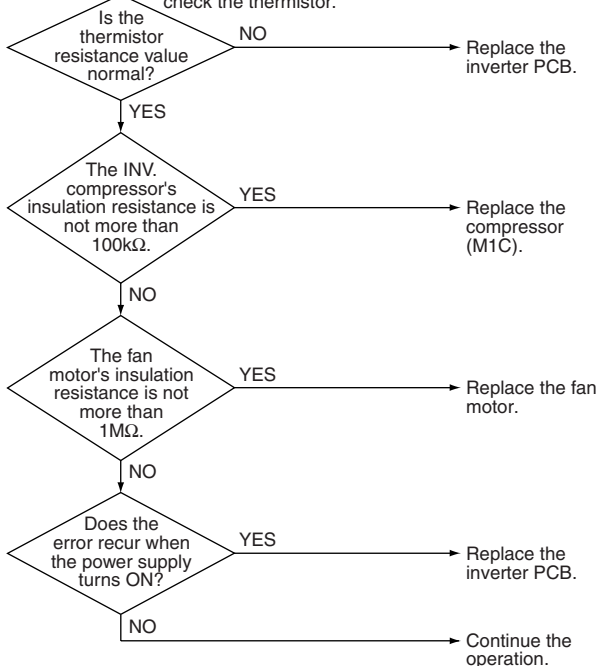 check the thermistor.
Is the
thermistor
resistance value
normal?
NO
Replace the
inverter PCB.
YES
The INV.
compressor's
insulation resistance is
not more than
100kΩ.
YES
Replace the
compressor
(M1C).
NO
The fan
motor's insulation
resistance is not
more than
1MΩ.
YES
Replace the fan
motor.
NO
Does the
error recur when
the power supply
turns ON?
YES
Replace the
inverter PCB.
NO
Continue the
operation.